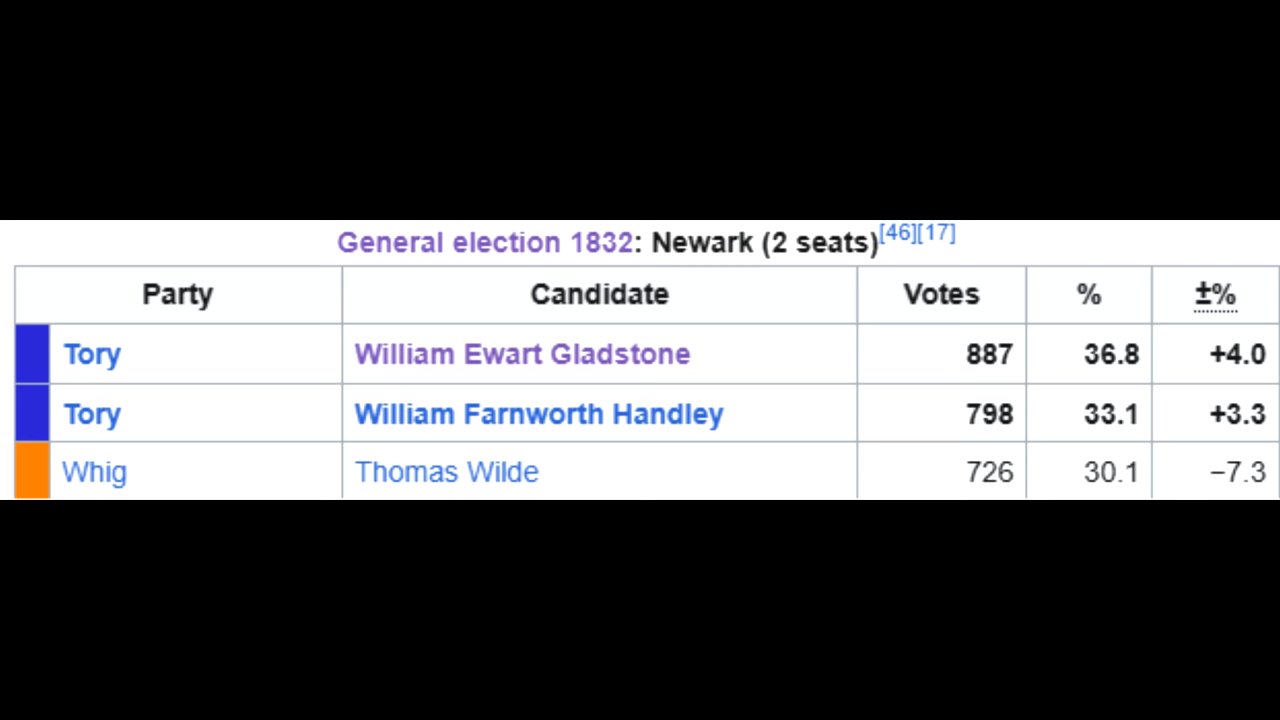 General election 1832: Newark (2 seats)[46][17]
Party Candidate Votes % ±%
Tory William Ewart Gladstone 887 36.8 +4.0
Tory William Farnworth Handley 798 33.1 +3.3
Whig Thomas Wilde 726 30.1 −7.3